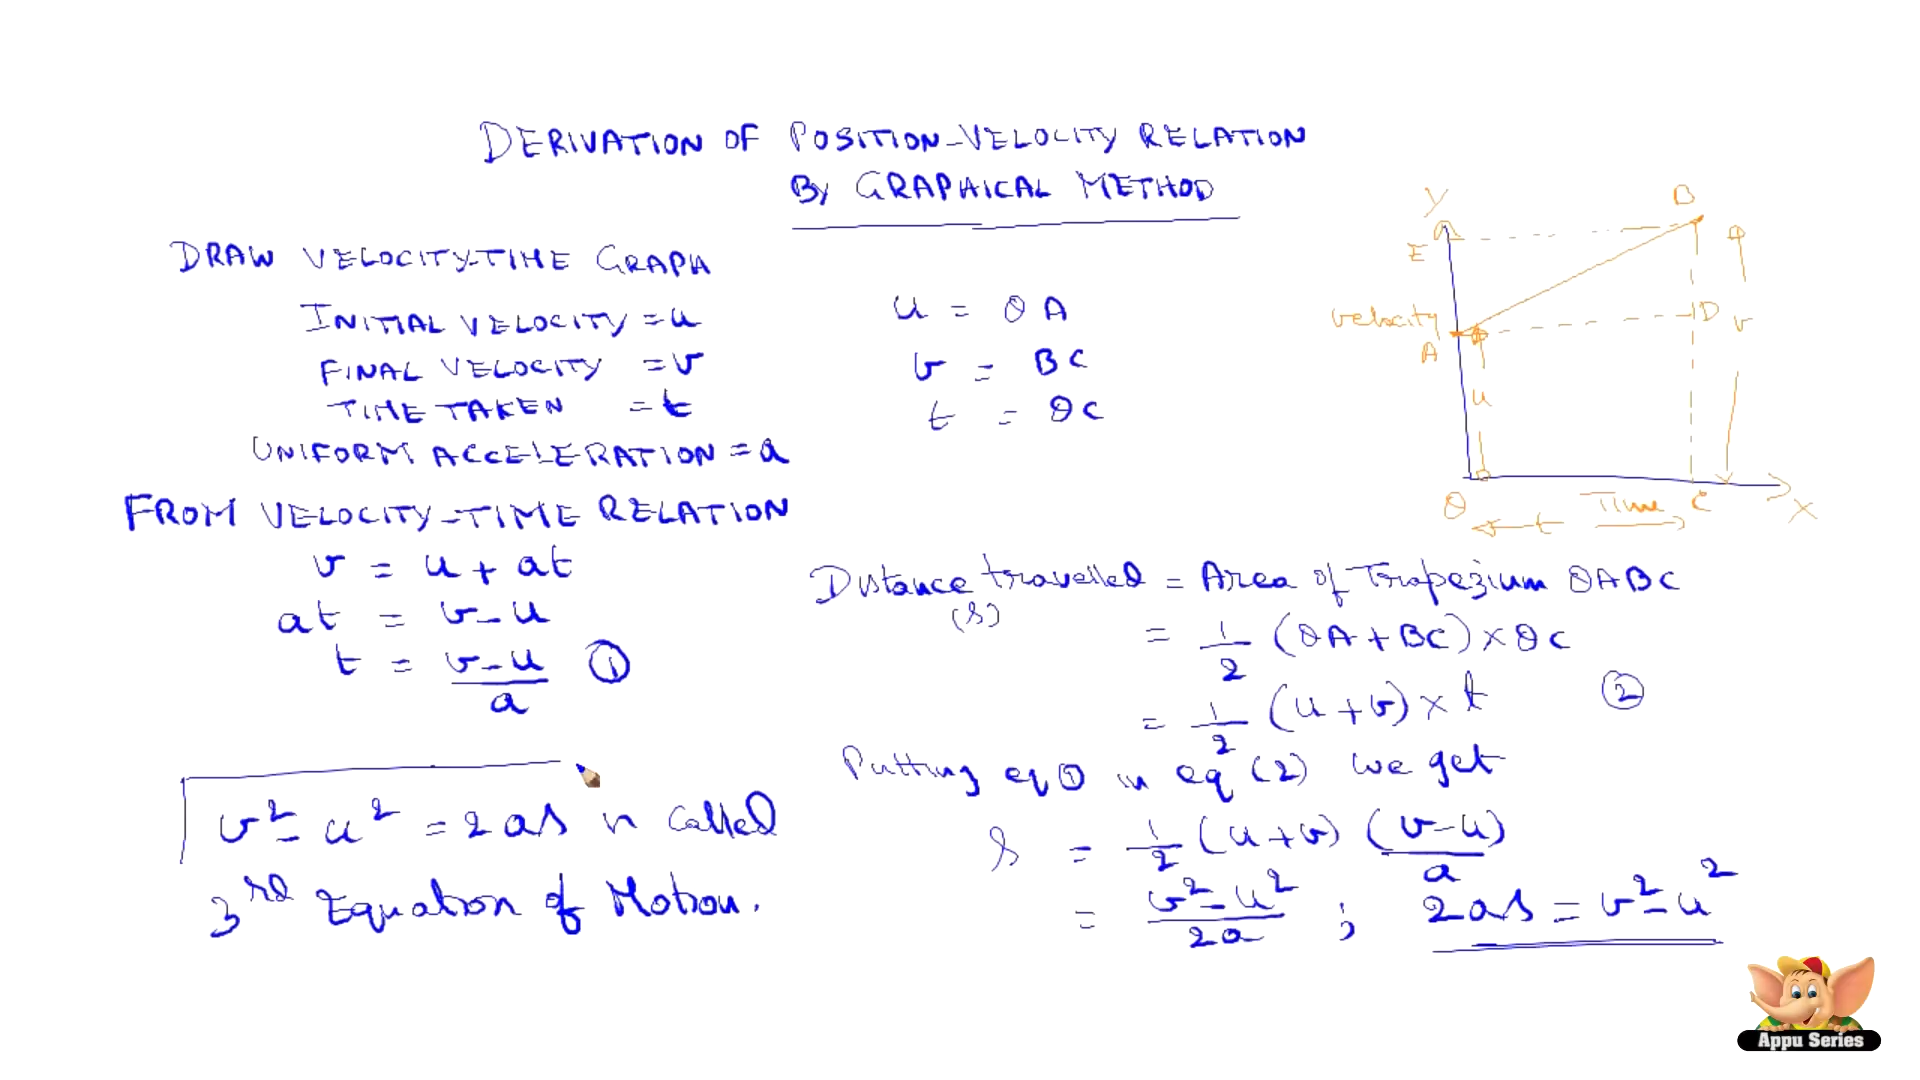 DERIVATION OF POSITION-VELOCITY RELATION
By GRAPHICAL METHOD
DRAW VELOCITY-TIME GRAPH
INITIAL VELOCITY = u
FINAL VELOCITY = v
TIME TAKEN = t
UNIFORM ACCELERATION = a
u = OA
v = BC
t = OC
Y
B
E
velocity
A
D
v
u
O
Time
C
X
t
FROM VELOCITY-TIME RELATION
v = u + at
at = v - u
t = (v - u)/a ①
v² - u² = 2as is called
3rd Equation of Motion.
Distance travelled = Area of Trapezium OABC
(s)
= 1/2 (OA + BC) × OC
= 1/2 (u + v) × t ②
Putting eq ① in eq (2) we get
s = 1/2 (u + v) (v - u)/a
= (v² - u²)/2a ; 2as = v² - u²
Appu Series